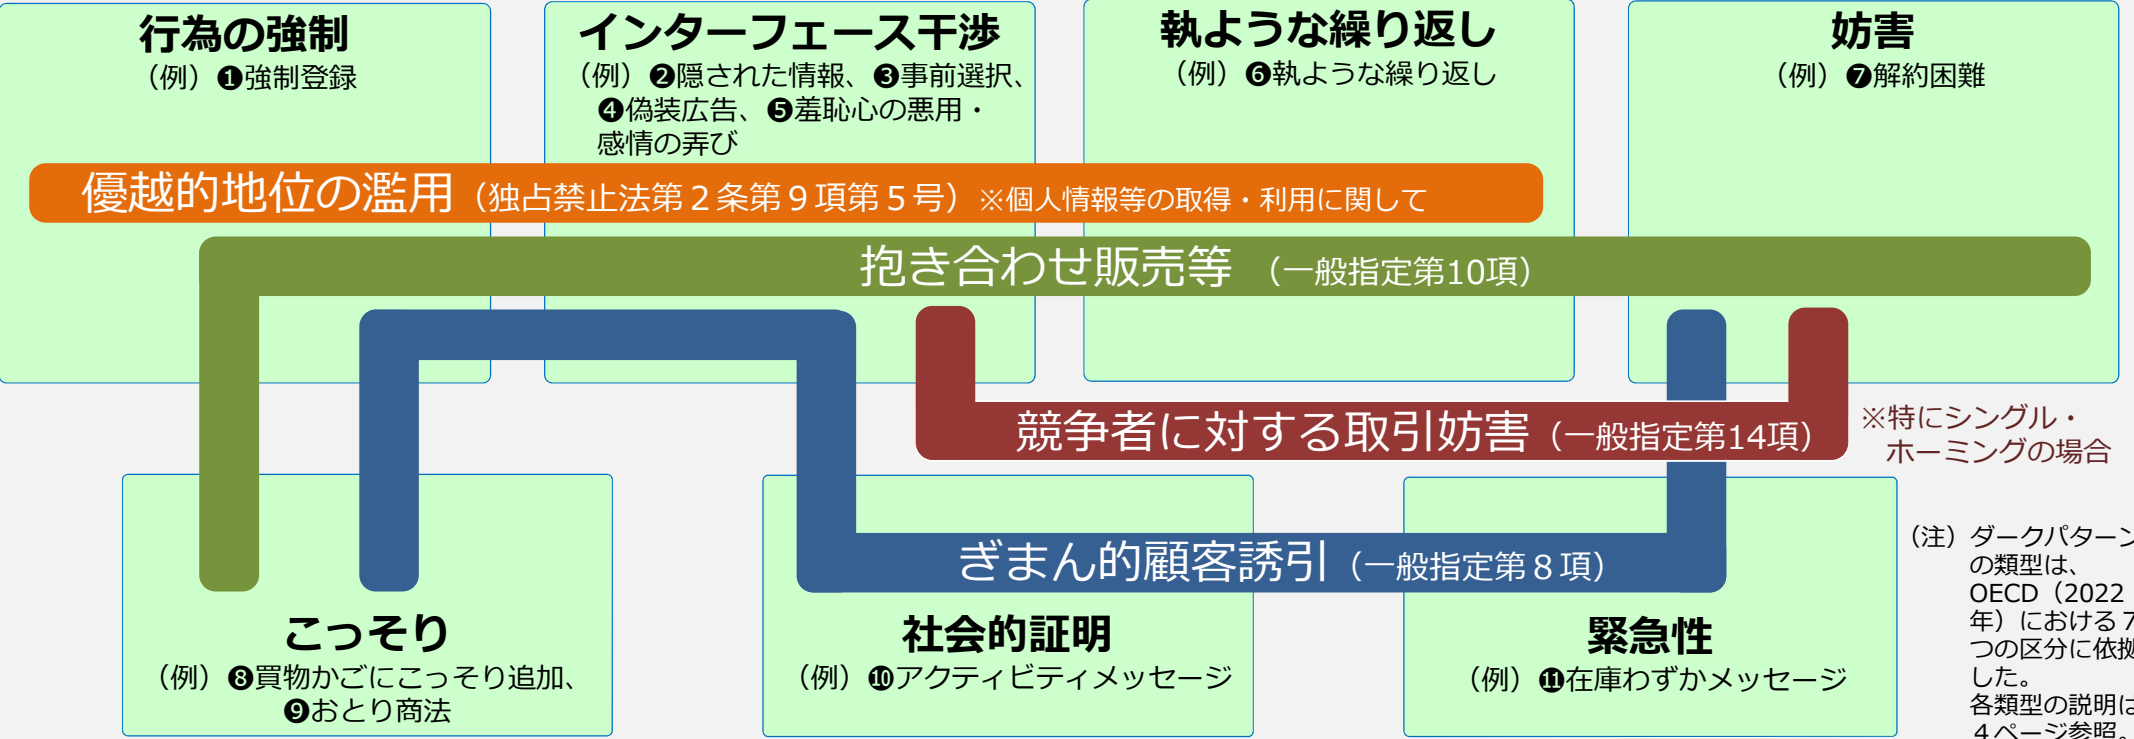 行為の強制
（例）❶強制登録
インターフェース干渉
（例）❷隠された情報、❸事前選択、
❹偽装広告、❺羞恥心の悪用・
感情の弄び
執ような繰り返し
（例）❻執ような繰り返し
妨害
（例）❼解約困難
優越的地位の濫用（独占禁止法第２条第９項第５号）※個人情報等の取得・利用に関して
抱き合わせ販売等 （一般指定第10項）
競争者に対する取引妨害（一般指定第14項）
※特にシングル・
ホーミングの場合
ぎまん的顧客誘引（一般指定第８項）
こっそり
（例）❽買物かごにこっそり追加、
❾おとり商法
社会的証明
（例）❿アクティビティメッセージ
緊急性
（例）⓫在庫わずかメッセージ
（注）ダークパターン
の類型は、
OECD（2022
年）における７
つの区分に依拠
した。
各類型の説明は
４ページ参照。